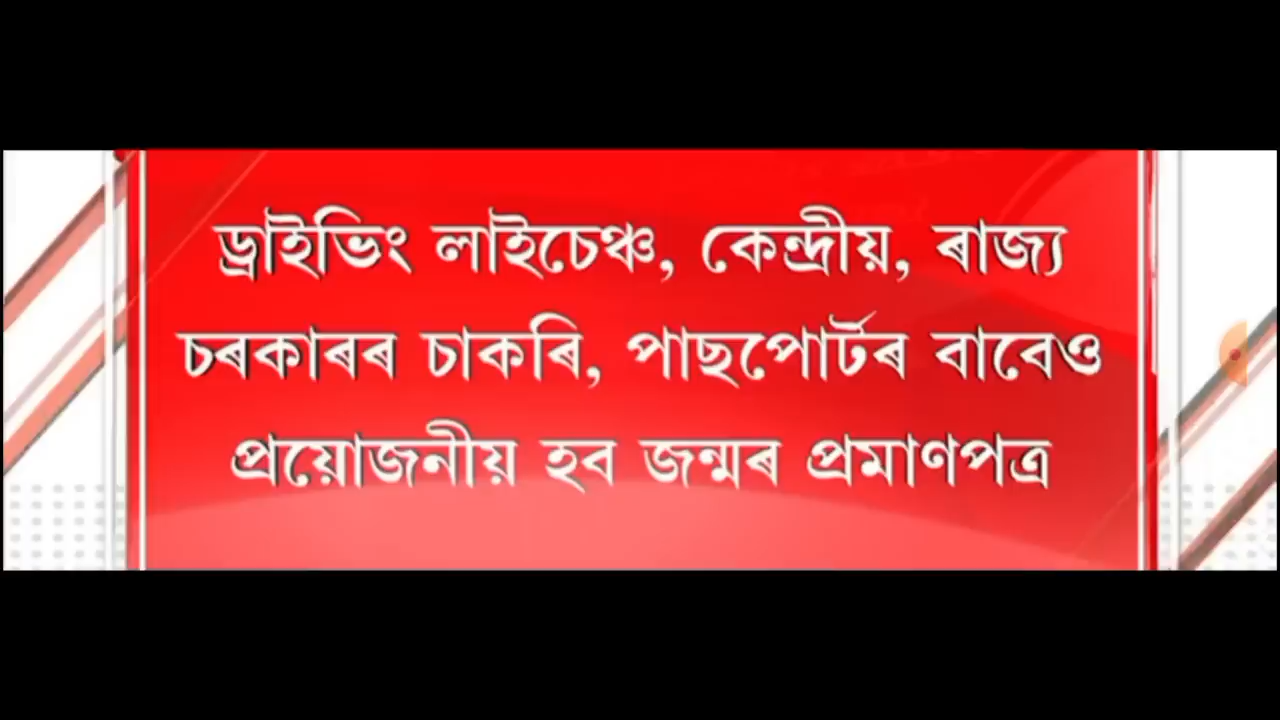 ড্ৰাইভিং লাইচেঞ্চ, কেন্দ্ৰীয়, ৰাজ্য
চৰকাৰৰ চাকৰি, পাছপোৰ্টৰ বাবেও
প্ৰয়োজনীয় হব জন্মৰ প্ৰমাণপত্ৰ